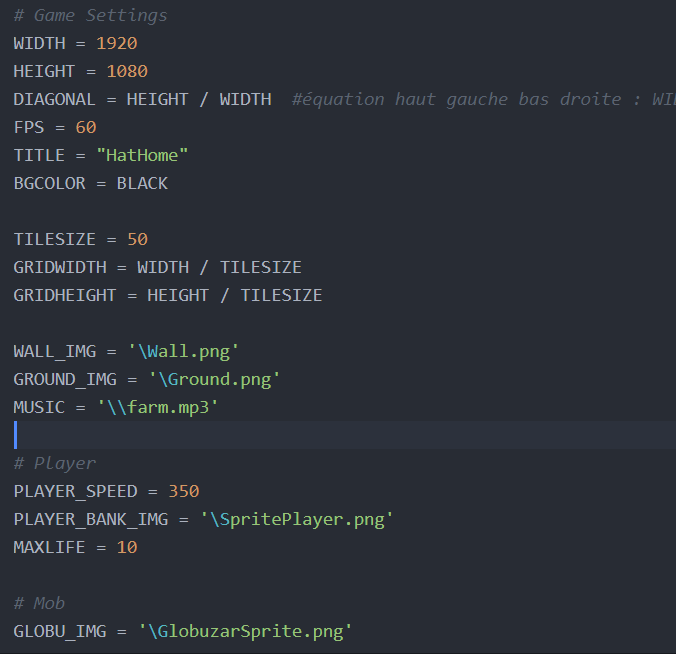 # Game Settings
WIDTH = 1920
HEIGHT = 1080
DIAGONAL = HEIGHT / WIDTH  #équation haut gauche bas droite :
FPS = 60
TITLE = "HatHome"
BGCOLOR = BLACK
TILESIZE = 50
GRIDWIDTH = WIDTH / TILESIZE
GRIDHEIGHT = HEIGHT / TILESIZE
WALL_IMG = '\Wall.png'
GROUND_IMG = '\Ground.png'
MUSIC = '\\farm.mp3'
# Player
PLAYER_SPEED = 350
PLAYER_BANK_IMG = '\SpritePlayer.png'
MAXLIFE = 10
# Mob
GLOBU_IMG = '\GlobuzarSprite.png'